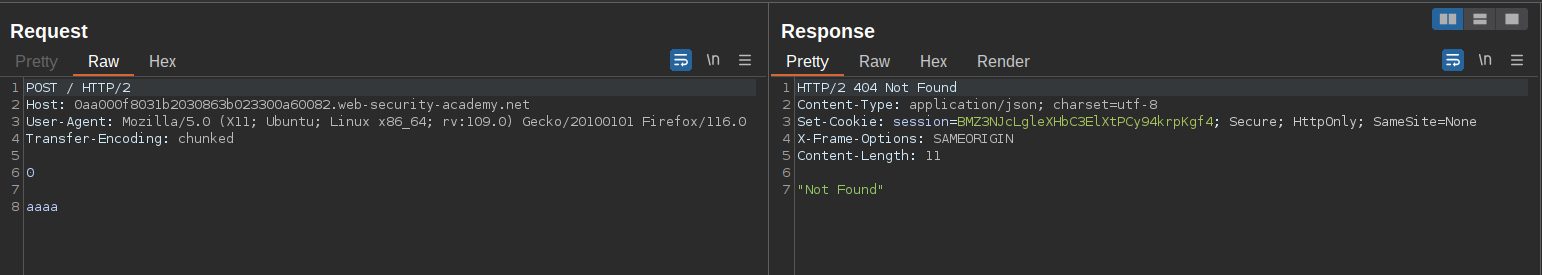 Request
Pretty Raw Hex \n
1 POST / HTTP/2
2 Host: 0aa000f8031b2030863b023300a60082.web-security-academy.net
3 User-Agent: Mozilla/5.0 (X11; Ubuntu; Linux x86_64; rv:109.0) Gecko/20100101 Firefox/116.0
4 Transfer-Encoding: chunked
5
6 0
7
8 aaaa
Response
Pretty Raw Hex Render \n
1 HTTP/2 404 Not Found
2 Content-Type: application/json; charset=utf-8
3 Set-Cookie: session=BMZ3NJcLgleXHbC3ElXtPCy94krpKgf4; Secure; HttpOnly; SameSite=None
4 X-Frame-Options: SAMEORIGIN
5 Content-Length: 11
6
7 "Not Found"